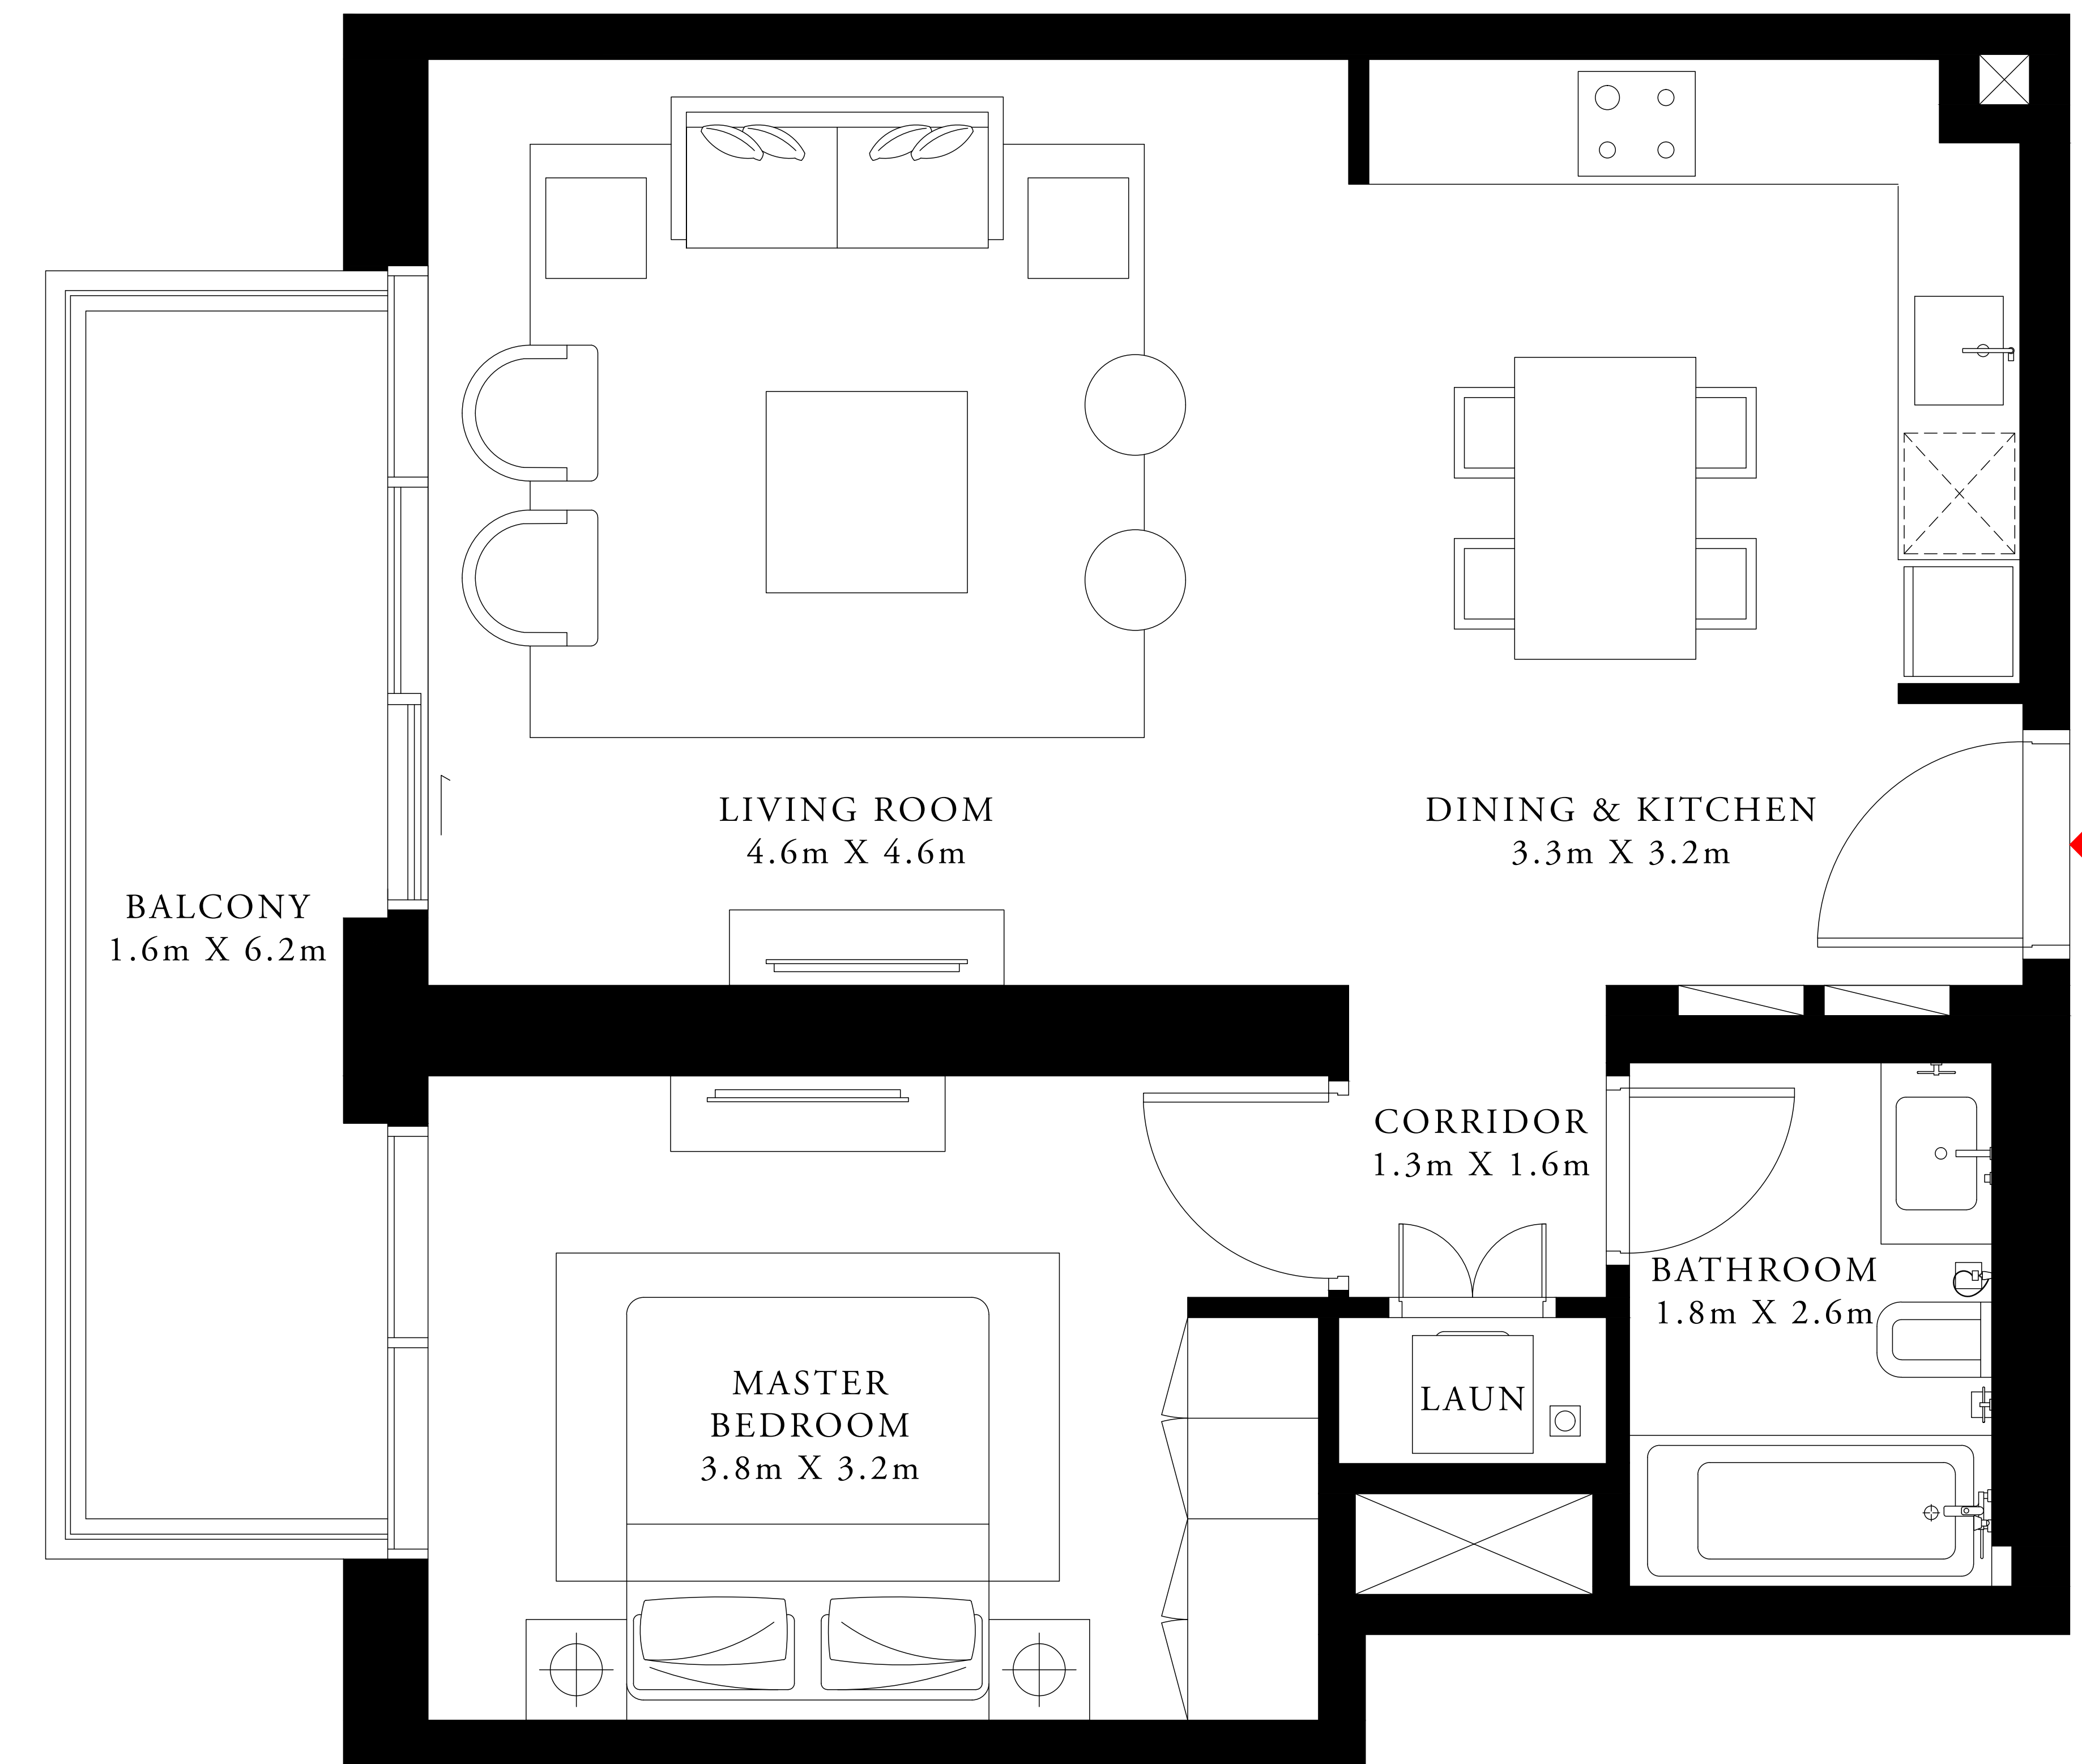 LIVING ROOM
4.6m X 4.6m
DINING & KITCHEN
3.3m X 3.2m
BALCONY
1.6m X 6.2m
CORRIDOR
1.3m X 1.6m
BATHROOM
1.8m X 2.6m
MASTER
BEDROOM
3.8m X 3.2m
LAUN